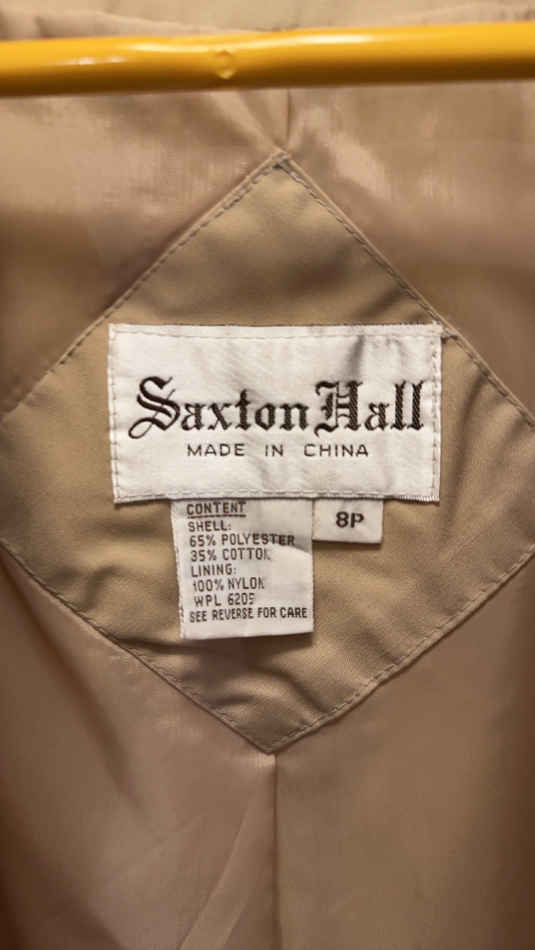 Saxton Hall
MADE IN CHINA
8P
CONTENT
SHELL:
65% POLYESTER
35% COTTON
LINING:
100% NYLON
WPL 6205
SEE REVERSE FOR CARE